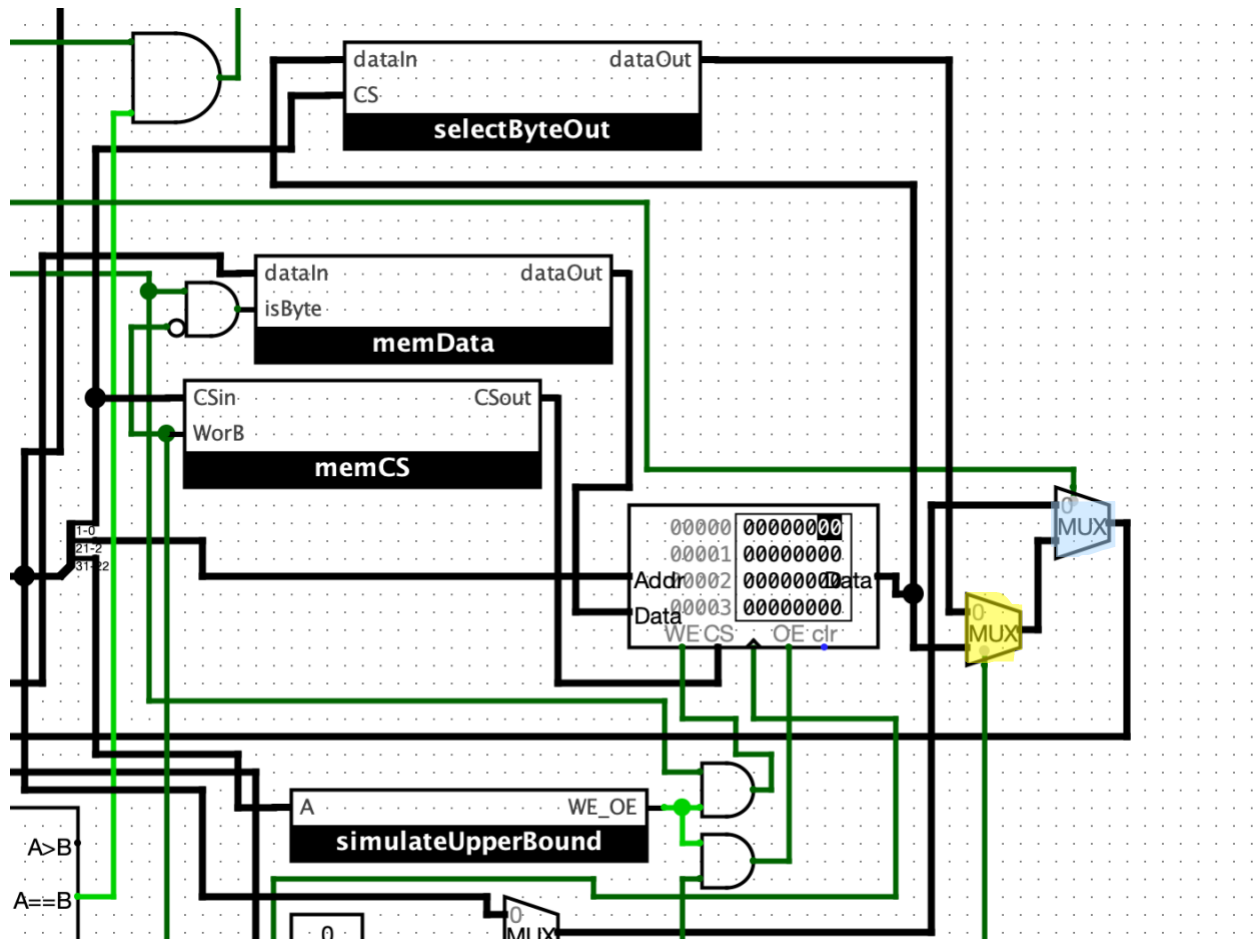 dataIn dataOut
CS
selectByteOut
dataIn dataOut
isByte
memData
CSin CSout
WorB
memCS
1-0
21-2
31-22
00000 00000000
00001 00000000
Addr 00002 00000000 Data
Data 00003 00000000
WE CS OE clr
0
MUX
0
MUX
A WE_OE
simulateUpperBound
A>B
A==B
0
0
MUX